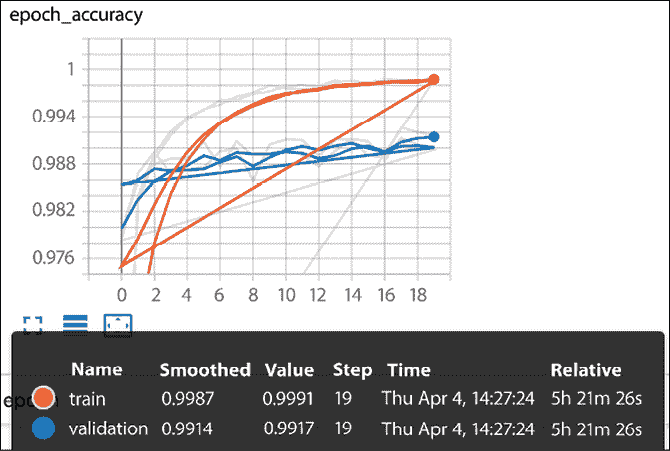 epoch_accuracy
1
0.994
0.988
0.982
0.976
0 2 4 6 8 10 12 14 16 18
Name Smoothed Value Step Time Relative
train 0.9987 0.9991 19 Thu Apr 4, 14:27:24 5h 21m 26s
validation 0.9914 0.9917 19 Thu Apr 4, 14:27:24 5h 21m 26s